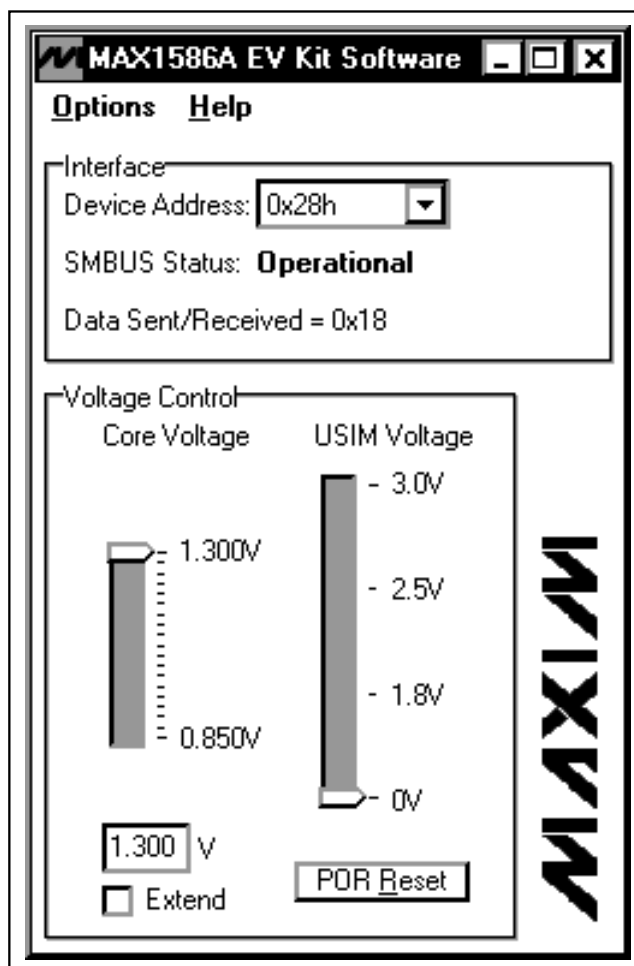 MAX1586A EV Kit Software
Options Help
Interface
Device Address: 0x28h
SMBUS Status: Operational
Data Sent/Received = 0x18
Voltage Control
Core Voltage
USIM Voltage
1.300V
0.850V
1.300 V
Extend
3.0V
2.5V
1.8V
0V
POR Reset
MAXIM